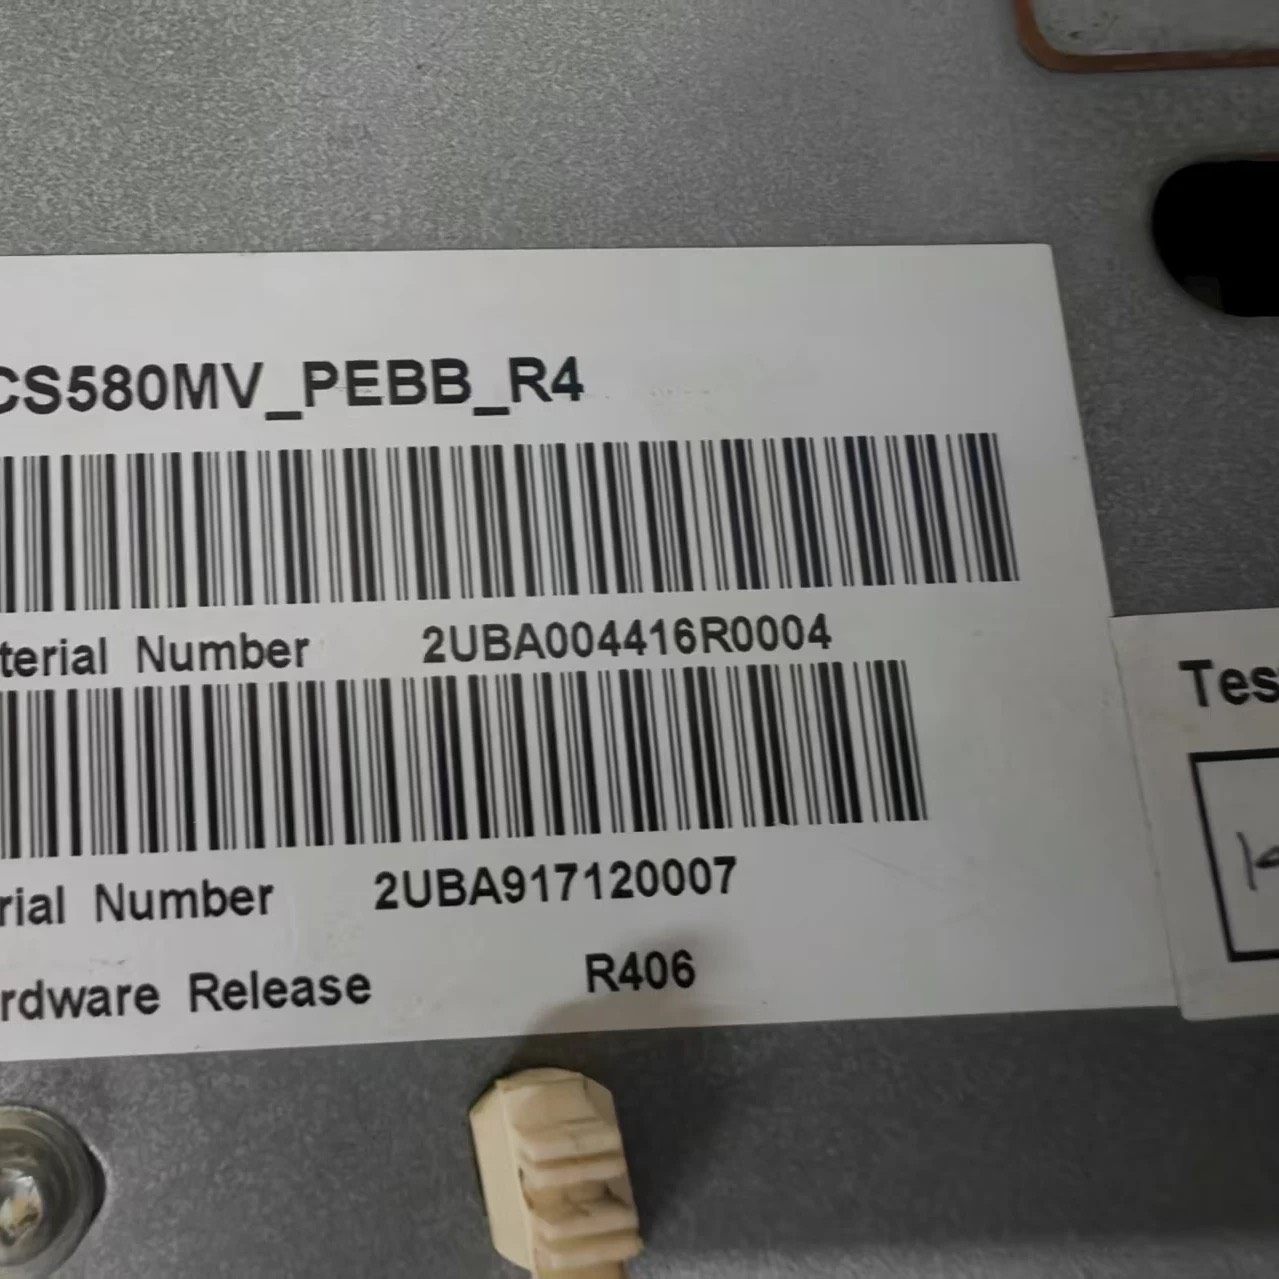 CS580MV_PEBB_R4
terial Number 2UBA004416R0004
rial Number 2UBA917120007
rdware Release R406
Tes